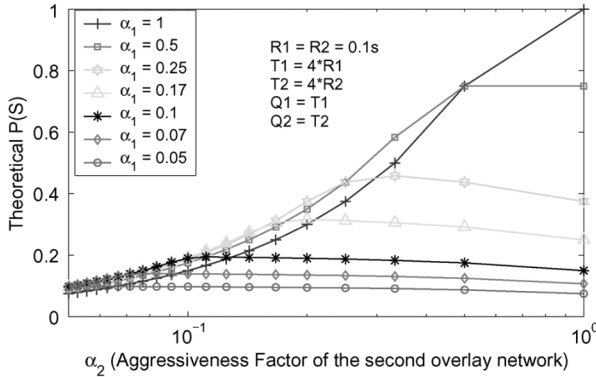 1
0.8
0.6
0.4
0.2
0
Theoretical P(S)
α1 = 1
α1 = 0.5
α1 = 0.25
α1 = 0.17
α1 = 0.1
α1 = 0.07
α1 = 0.05
R1 = R2 = 0.1s
T1 = 4*R1
T2 = 4*R2
Q1 = T1
Q2 = T2
10^-1
10^0
α2 (Aggressiveness Factor of the second overlay network)